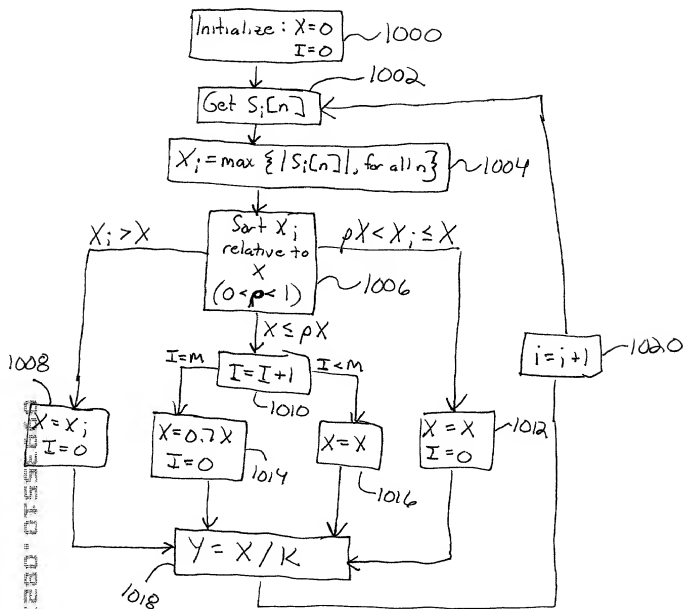 Initialize: X=0
I=0
1000
1002
Get Si[n]
Xi = max {|Si[n]|, for all n}
1004
Xi > X
Sort Xi
relative to
X
(0<ρ<1)
ρX < Xi ≤ X
1006
X ≤ ρX
I=M
I<M
I=I+1
1010
i=i+1
1020
1008
X=Xi
I=0
X=0.7X
I=0
1014
X=X
1016
X=X
I=0
1012
Y = X/K
1018